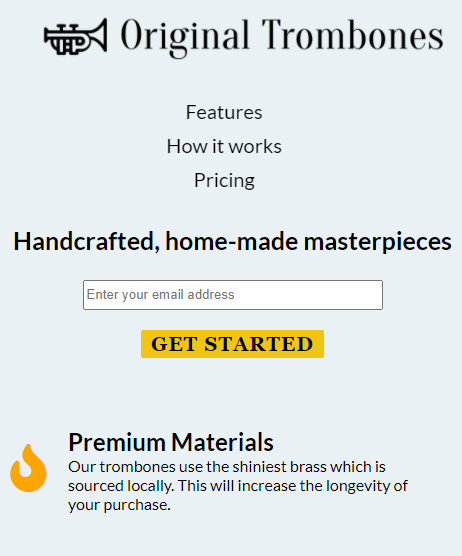 Original Trombones
Features
How it works
Pricing
Handcrafted, home-made masterpieces
Enter your email address
GET STARTED
Premium Materials
Our trombones use the shiniest brass which is
sourced locally. This will increase the longevity of
your purchase.